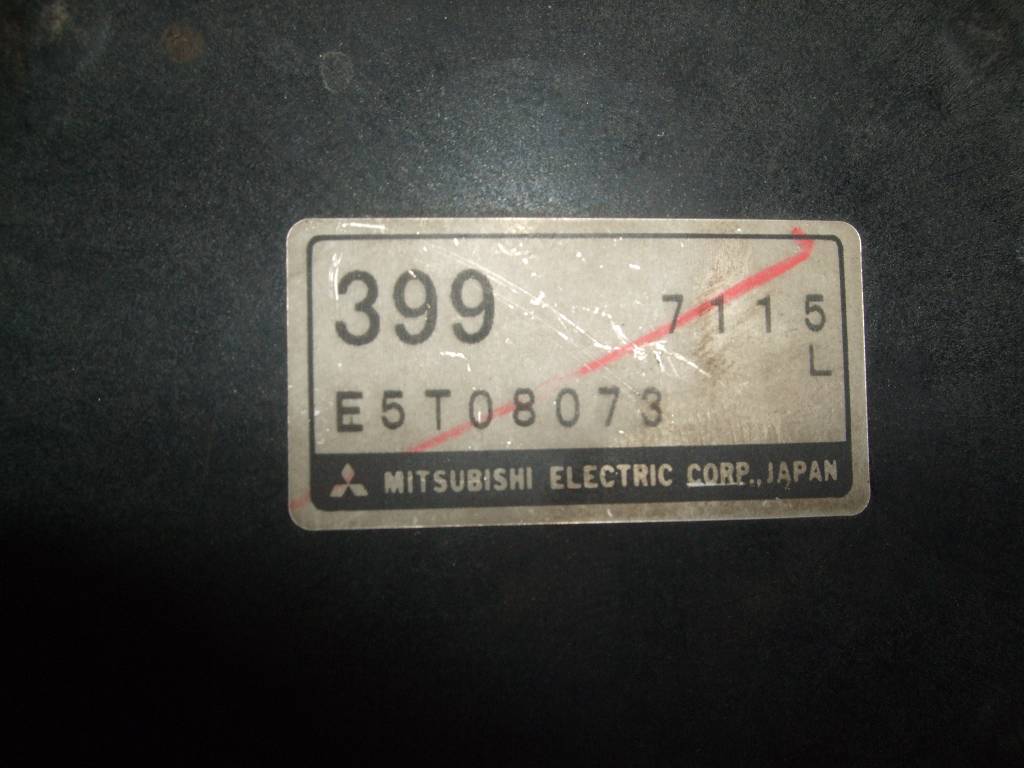 399 7115
L
E5T08073
MITSUBISHI ELECTRIC CORP., JAPAN